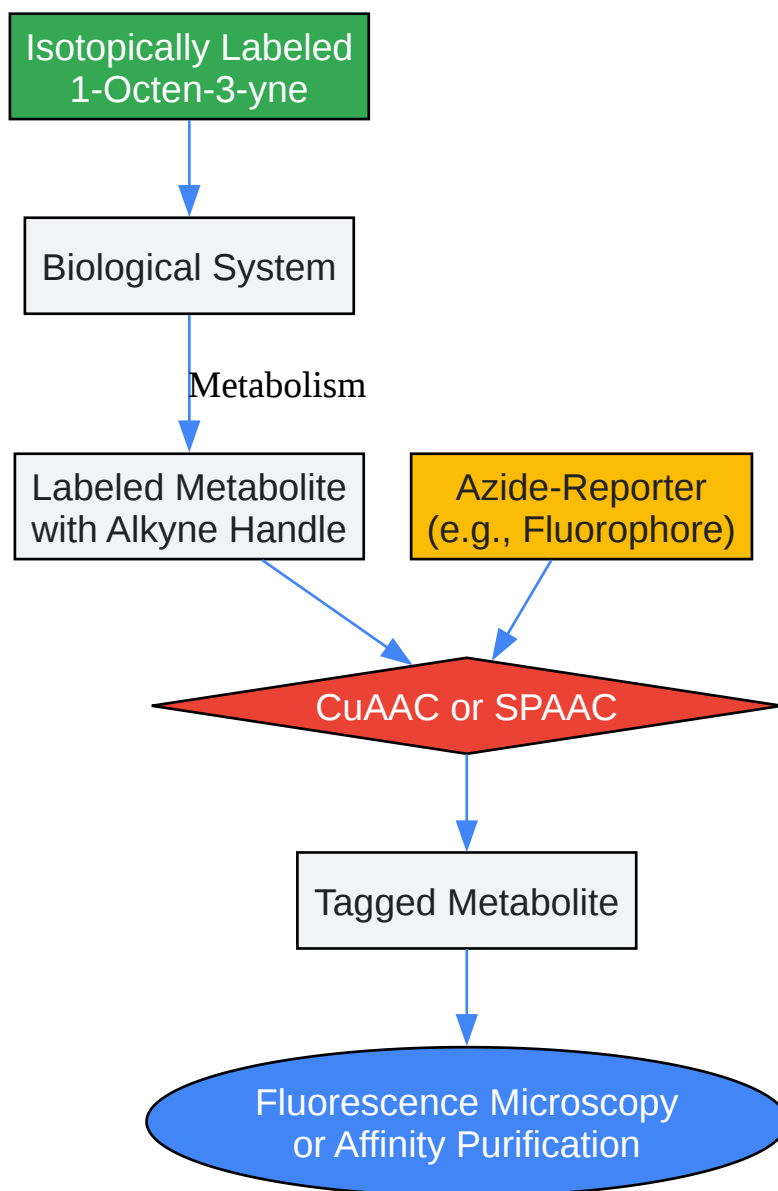 Isotopically Labeled
1-Octen-3-yne
Biological System
Metabolism
Labeled Metabolite
with Alkyne Handle
Azide-Reporter
(e.g., Fluorophore)
CuAAC or SPAAC
Tagged Metabolite
Fluorescence Microscopy
or Affinity Purification